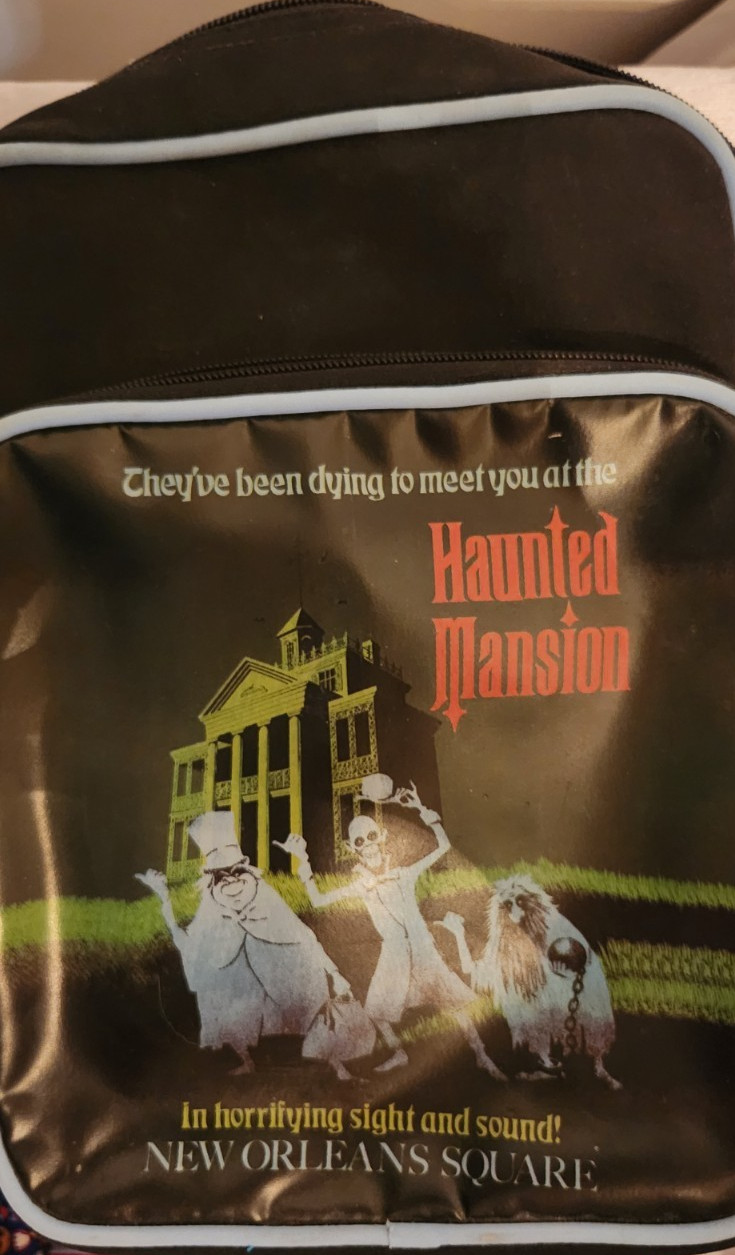 They've been dying to meet you at the
Haunted
Mansion
In horrifying sight and sound!
NEW ORLEANS SQUARE